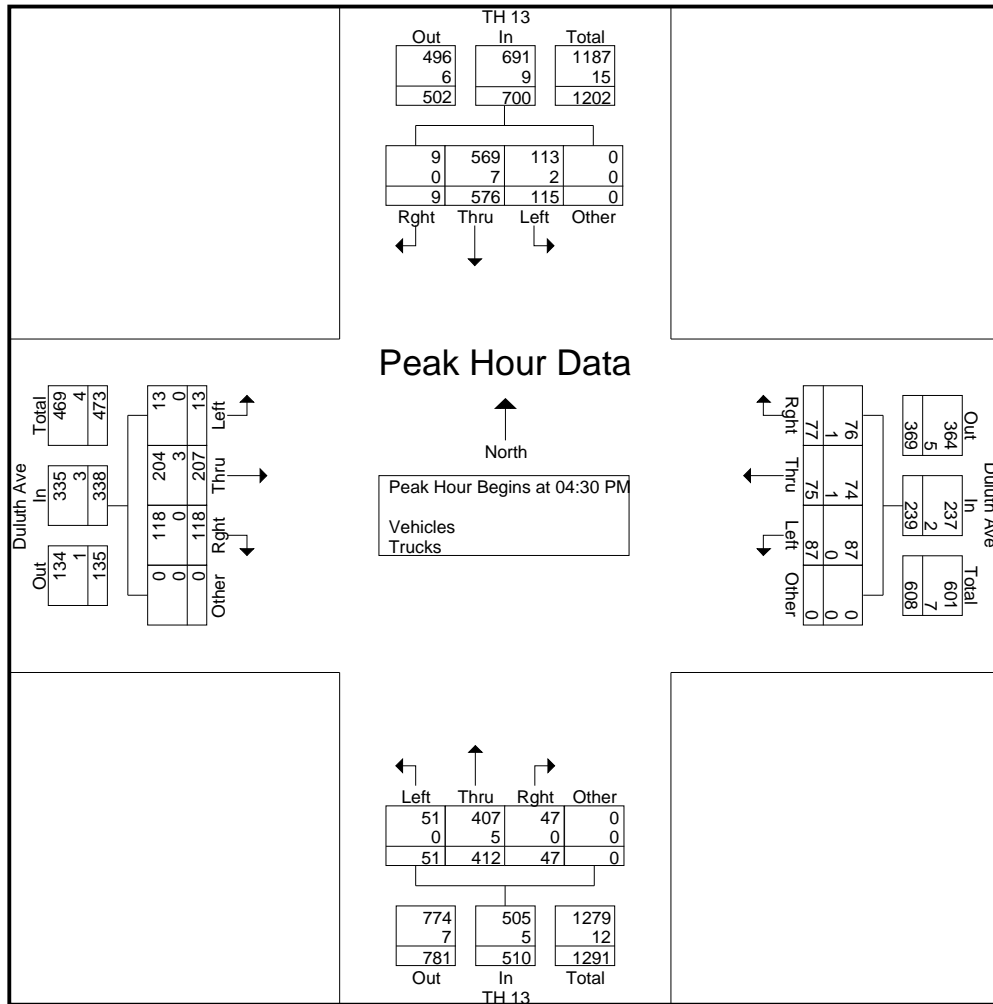 TH 13
Out In Total
496 691 1187
6 9 15
502 700 1202
9 569 113 0
0 7 2 0
9 576 115 0
Rght Thru Left Other
Peak Hour Data
North
Peak Hour Begins at 04:30 PM
Vehicles
Trucks
Duluth Ave
Out In Total
134 335 469
1 3 4
135 338 473
Other Rght Thru Left
0 118 204 13
0 0 3 0
0 118 207 13
Duluth Ave
Out In Total
364 237 601
5 2 7
369 239 608
76 74 87 0
1 1 0 0
77 75 87 0
Rght Thru Left Other
Left Thru Rght Other
51 407 47 0
0 5 0 0
51 412 47 0
774 505 1279
7 5 12
781 510 1291
Out In Total
TH 13